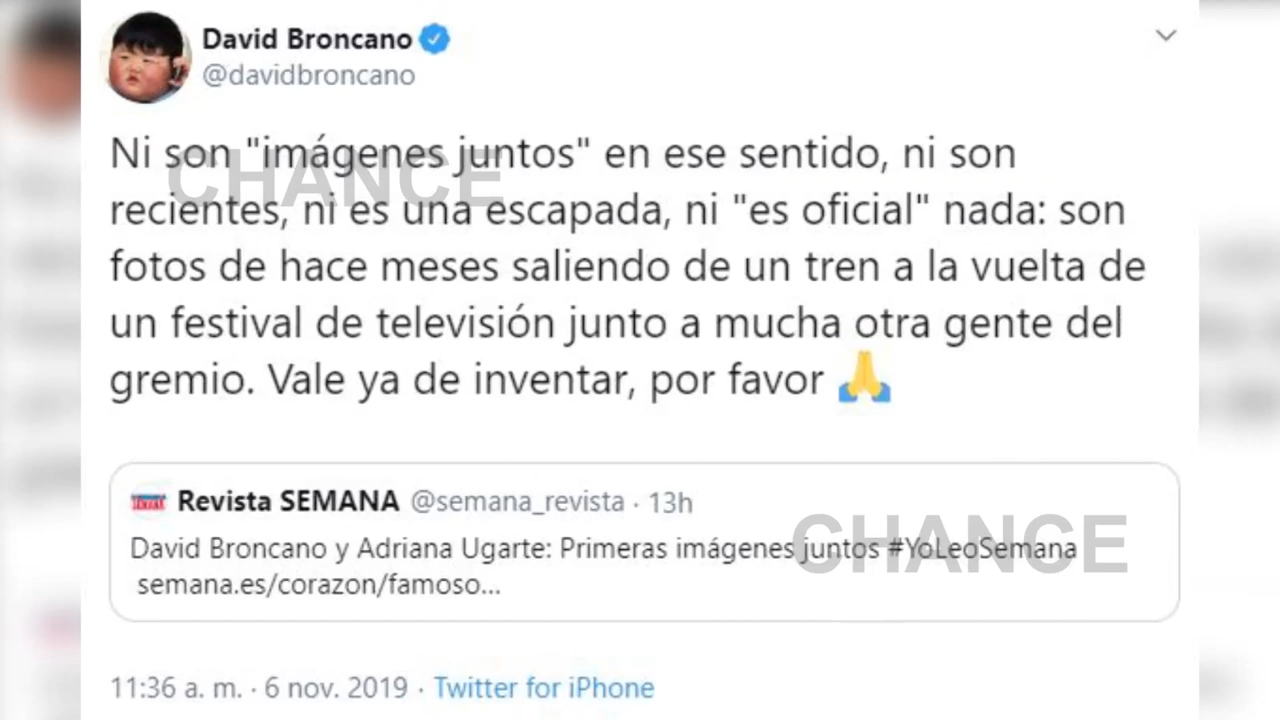 David Broncano
@davidbroncano
Ni son "imágenes juntos" en ese sentido, ni son
recientes, ni es una escapada, ni "es oficial" nada: son
fotos de hace meses saliendo de un tren a la vuelta de
un festival de televisión junto a mucha otra gente del
gremio. Vale ya de inventar, por favor 🙏
CHANCE
SEMANA Revista SEMANA @semana_revista · 13h
David Broncano y Adriana Ugarte: Primeras imágenes juntos #YoLeoSemana
semana.es/corazon/famoso...
CHANCE
11:36 a. m. · 6 nov. 2019 · Twitter for iPhone